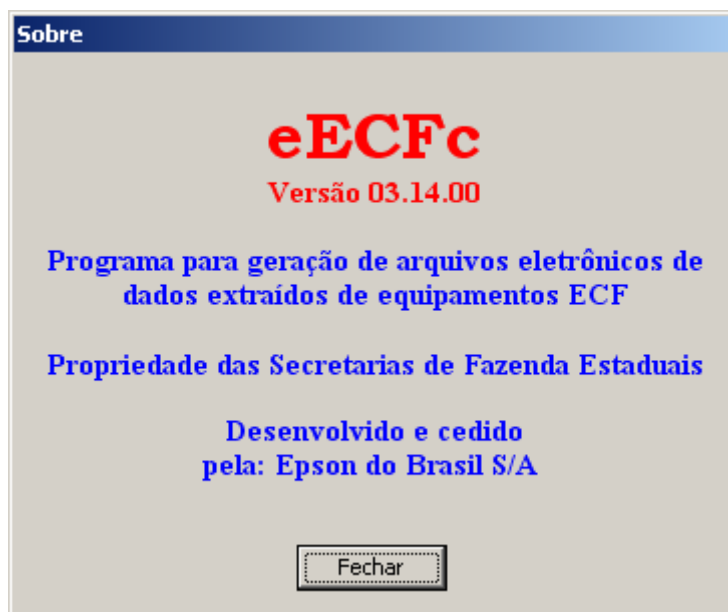 Sobre
eECFc
Versão 03.14.00
Programa para geração de arquivos eletrônicos de
dados extraídos de equipamentos ECF
Propriedade das Secretarias de Fazenda Estaduais
Desenvolvido e cedido
pela: Epson do Brasil S/A
Fechar